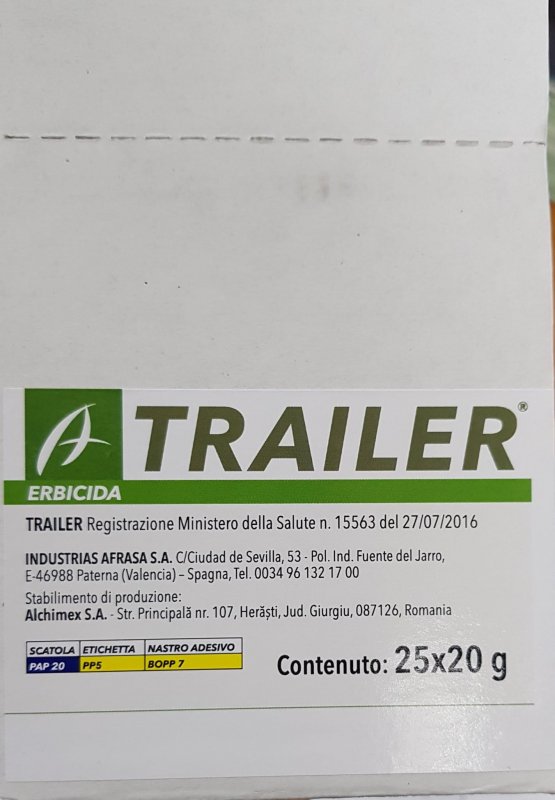 TRAILER®
ERBICIDA
TRAILER Registrazione Ministero della Salute n. 15563 del 27/07/2016
INDUSTRIAS AFRASA S.A. C/Ciudad de Sevilla, 53 - Pol. Ind. Fuente del Jarro,
E-46988 Paterna (Valencia) – Spagna, Tel. 0034 96 132 17 00
Stabilimento di produzione:
Alchimex S.A. - Str. Principală nr. 107, Herăști, Jud. Giurgiu, 087126, Romania
SCATOLA ETICHETTA NASTRO ADESIVO
PAP 20 PP5 BOPP 7
Contenuto: 25x20 g